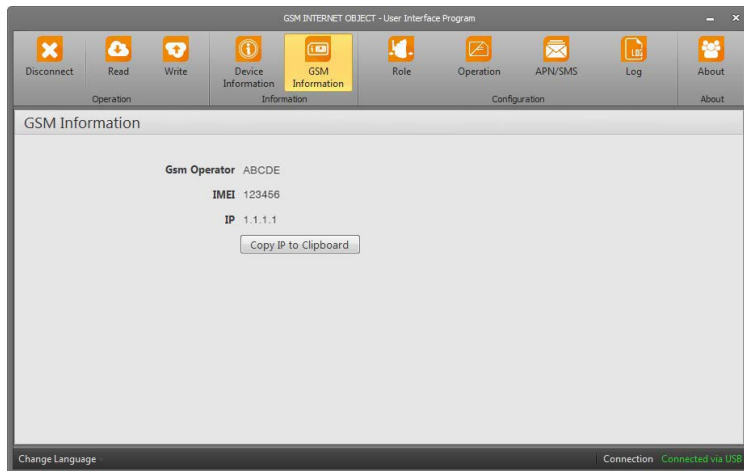 GSM INTERNET OBJECT - User Interface Program
Disconnect
Read
Write
Device
Information
GSM
Information
Role
Operation
APN/SMS
LOG
Log
About
Operation
Information
Configuration
About
GSM Information
Gsm Operator ABCDE
IMEI 123456
IP 1.1.1.1
Copy IP to Clipboard
Change Language
Connection Connected via USB